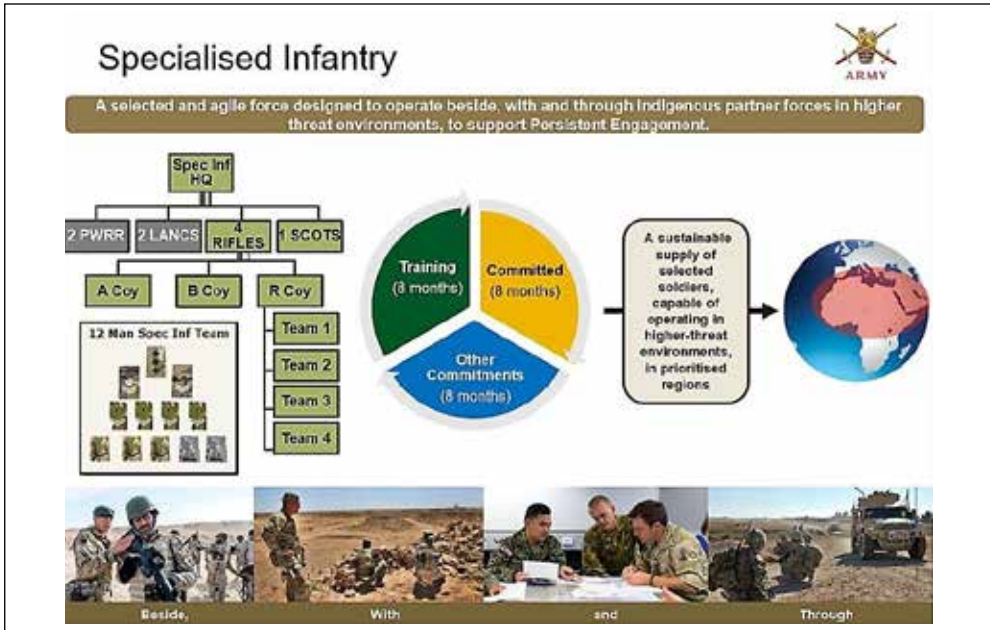 Specialised Infantry
ARMY
A selected and agile force designed to operate beside, with and through indigenous partner forces in higher
threat environments, to support Persistent Engagement.
Spec Inf
HQ
2 PWRR
2 LANCS
4
RIFLES
1 SCOTS
A Coy
B Coy
R Coy
12 Man Spec Inf Team
Team 1
Team 2
Team 3
Team 4
Training
(8 months)
Committed
(8 months)
Other
Commitments
(8 months)
A sustainable
supply of
selected
soldiers,
capable of
operating in
higher-threat
environments,
in prioritised
regions
Beside,
With
and
Through